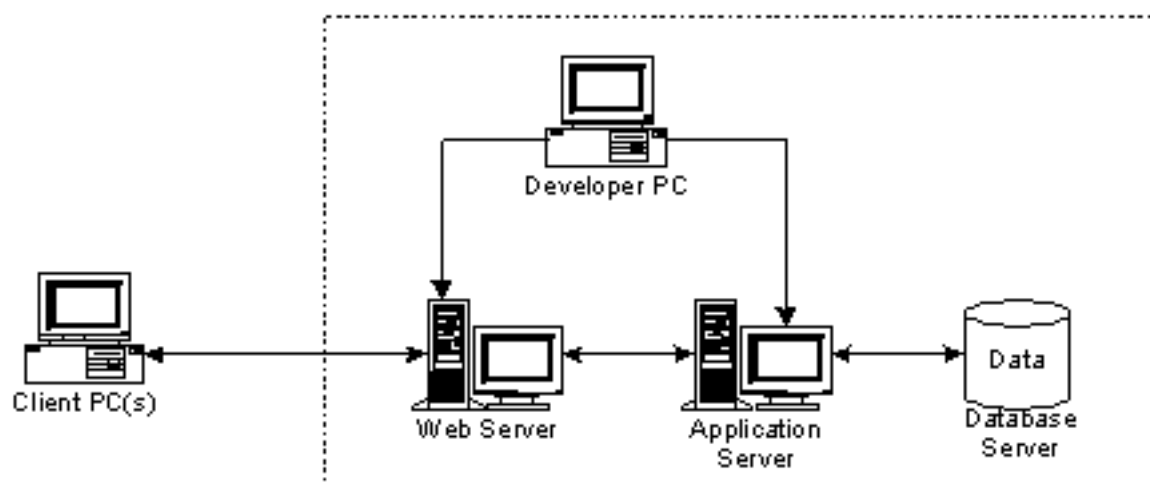 Developer PC
Client PC(s)
Web Server
Application
Server
Data
Database
Server